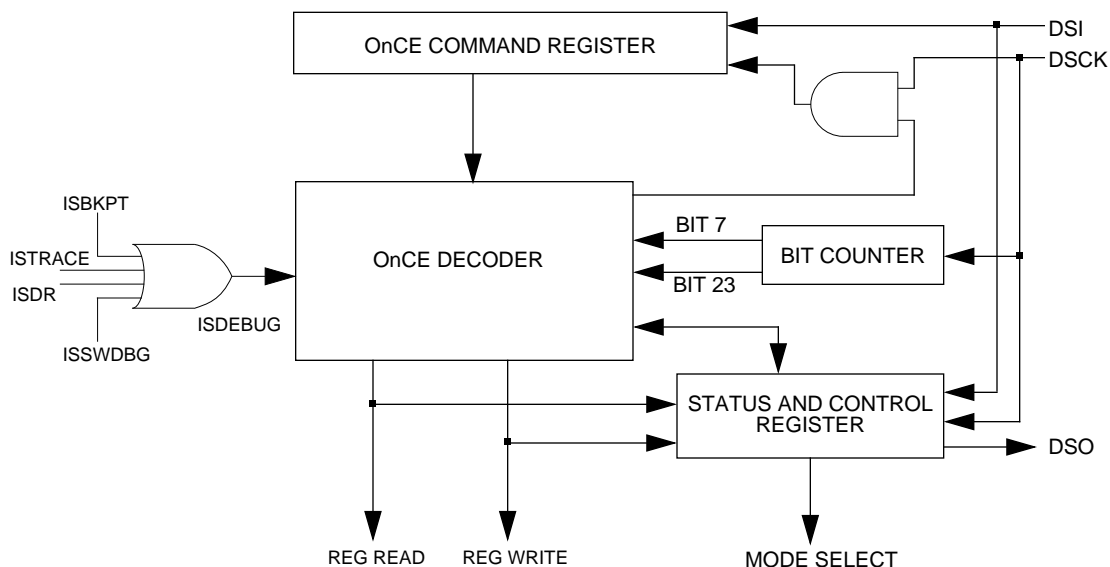 OnCE COMMAND REGISTER
DSI
DSCK
ISBKPT
ISTRACE
ISDR
ISSWDBG
ISDEBUG
OnCE DECODER
BIT 7
BIT 23
BIT COUNTER
STATUS AND CONTROL
REGISTER
DSO
REG READ
REG WRITE
MODE SELECT